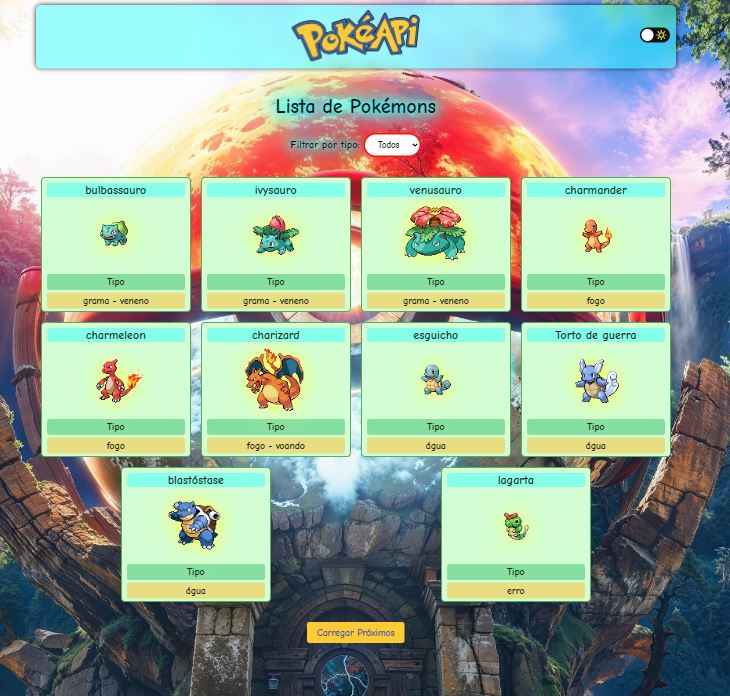 PokéApi
Lista de Pokémons
Filtrar por tipo: Todos
bulbassauro ivysauro venusauro charmander
Tipo Tipo Tipo Tipo
grama - veneno grama - veneno grama - veneno fogo
charmeleon charizard esguicho Torto de guerra
Tipo Tipo Tipo Tipo
fogo fogo - voando água água
blastóstase lagarta
Tipo Tipo
água erro
Carregar Próximos